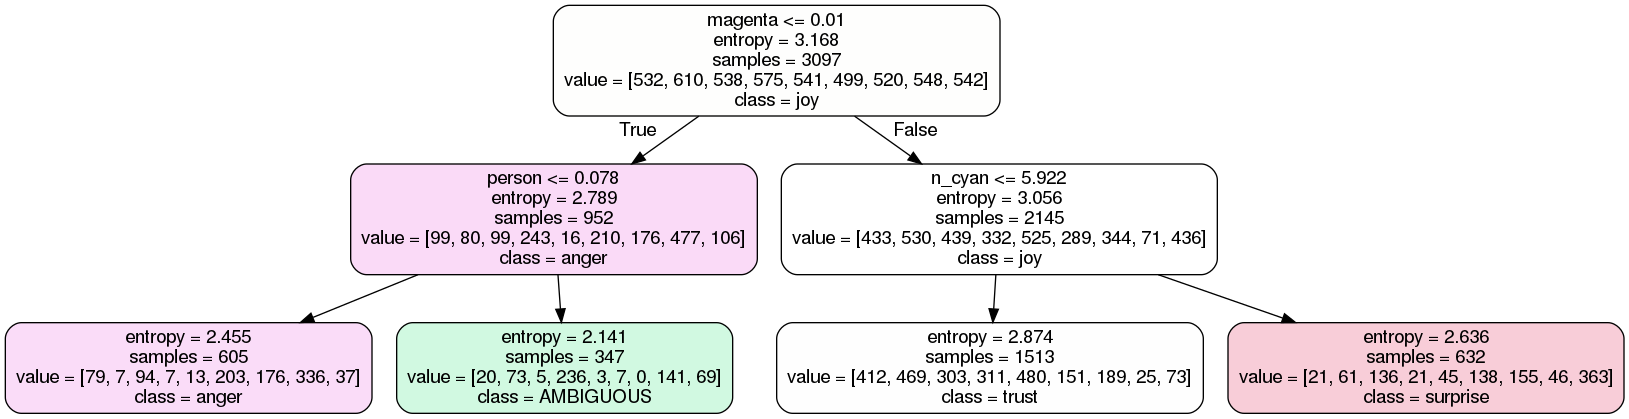 magenta <= 0.01
entropy = 3.168
samples = 3097
value = [532, 610, 538, 575, 541, 499, 520, 548, 542]
class = joy
True
False
person <= 0.078
entropy = 2.789
samples = 952
value = [99, 80, 99, 243, 16, 210, 176, 477, 106]
class = anger
n_cyan <= 5.922
entropy = 3.056
samples = 2145
value = [433, 530, 439, 332, 525, 289, 344, 71, 436]
class = joy
entropy = 2.455
samples = 605
value = [79, 7, 94, 7, 13, 203, 176, 336, 37]
class = anger
entropy = 2.141
samples = 347
value = [20, 73, 5, 236, 3, 7, 0, 141, 69]
class = AMBIGUOUS
entropy = 2.874
samples = 1513
value = [412, 469, 303, 311, 480, 151, 189, 25, 73]
class = trust
entropy = 2.636
samples = 632
value = [21, 61, 136, 21, 45, 138, 155, 46, 363]
class = surprise